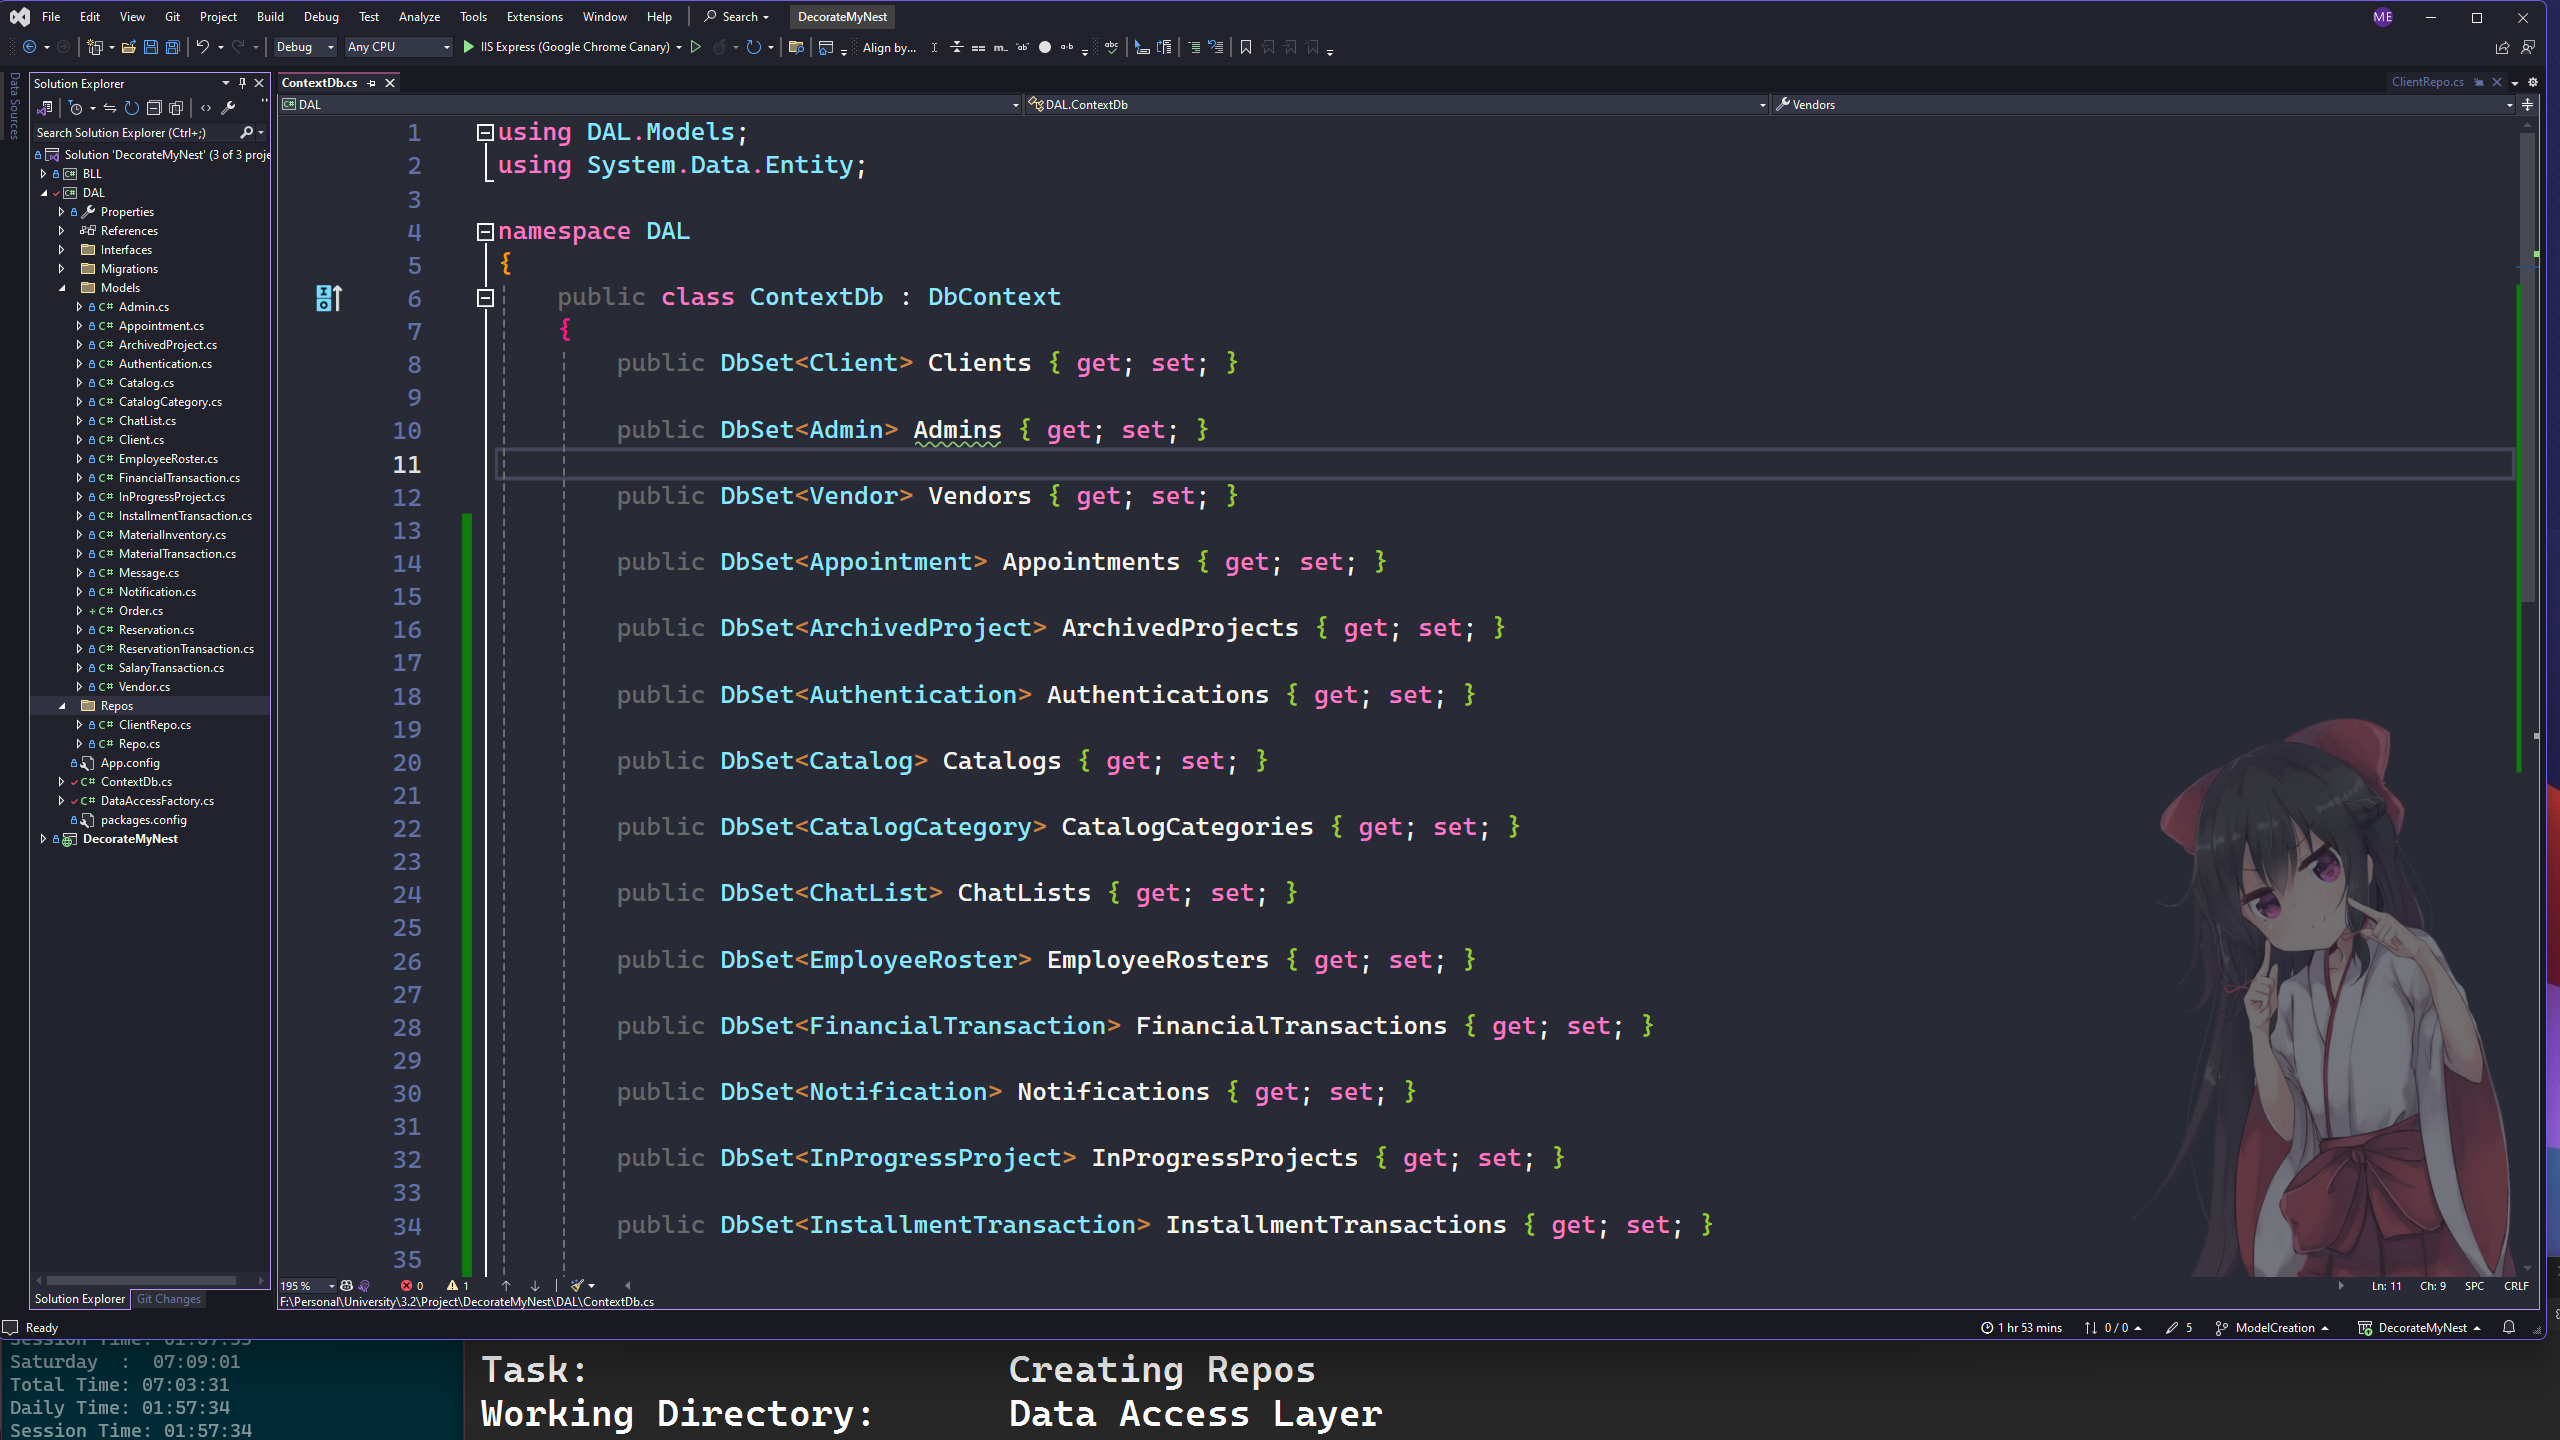 File Edit View Git Project Build Debug Test Analyze Tools Extensions Window Help Search DecorateMyNest ME
Debug Any CPU IIS Express (Google Chrome Canary) Align by...
Data Sources
Solution Explorer
Search Solution Explorer (Ctrl+;)
Solution 'DecorateMyNest' (3 of 3 proje
BLL
DAL
Properties
References
Interfaces
Migrations
Models
C# Admin.cs
C# Appointment.cs
C# ArchivedProject.cs
C# Authentication.cs
C# Catalog.cs
C# CatalogCategory.cs
C# ChatList.cs
C# Client.cs
C# EmployeeRoster.cs
C# FinancialTransaction.cs
C# InProgressProject.cs
C# InstallmentTransaction.cs
C# MaterialInventory.cs
C# MaterialTransaction.cs
C# Message.cs
C# Notification.cs
+ C# Order.cs
C# Reservation.cs
C# ReservationTransaction.cs
C# SalaryTransaction.cs
C# Vendor.cs
Repos
C# ClientRepo.cs
C# Repo.cs
App.config
C# ContextDb.cs
C# DataAccessFactory.cs
packages.config
DecorateMyNest
Solution Explorer Git Changes
ContextDb.cs ClientRepo.cs
DAL DAL.ContextDb Vendors
1 using DAL.Models;
2 using System.Data.Entity;
3
4 namespace DAL
5 {
6 public class ContextDb : DbContext
7 {
8 public DbSet<Client> Clients { get; set; }
9
10 public DbSet<Admin> Admins { get; set; }
11
12 public DbSet<Vendor> Vendors { get; set; }
13
14 public DbSet<Appointment> Appointments { get; set; }
15
16 public DbSet<ArchivedProject> ArchivedProjects { get; set; }
17
18 public DbSet<Authentication> Authentications { get; set; }
19
20 public DbSet<Catalog> Catalogs { get; set; }
21
22 public DbSet<CatalogCategory> CatalogCategories { get; set; }
23
24 public DbSet<ChatList> ChatLists { get; set; }
25
26 public DbSet<EmployeeRoster> EmployeeRosters { get; set; }
27
28 public DbSet<FinancialTransaction> FinancialTransactions { get; set; }
29
30 public DbSet<Notification> Notifications { get; set; }
31
32 public DbSet<InProgressProject> InProgressProjects { get; set; }
33
34 public DbSet<InstallmentTransaction> InstallmentTransactions { get; set; }
35
195 % 0 1 Ln: 11 Ch: 9 SPC CRLF
F:\Personal\University\3.2\Project\DecorateMyNest\DAL\ContextDb.cs
Ready 1 hr 53 mins 0 / 0 5 ModelCreation DecorateMyNest
Saturday : 07:09:01
Total Time: 07:03:31
Daily Time: 01:57:34
Session Time: 01:57:34
Task: Creating Repos
Working Directory: Data Access Layer